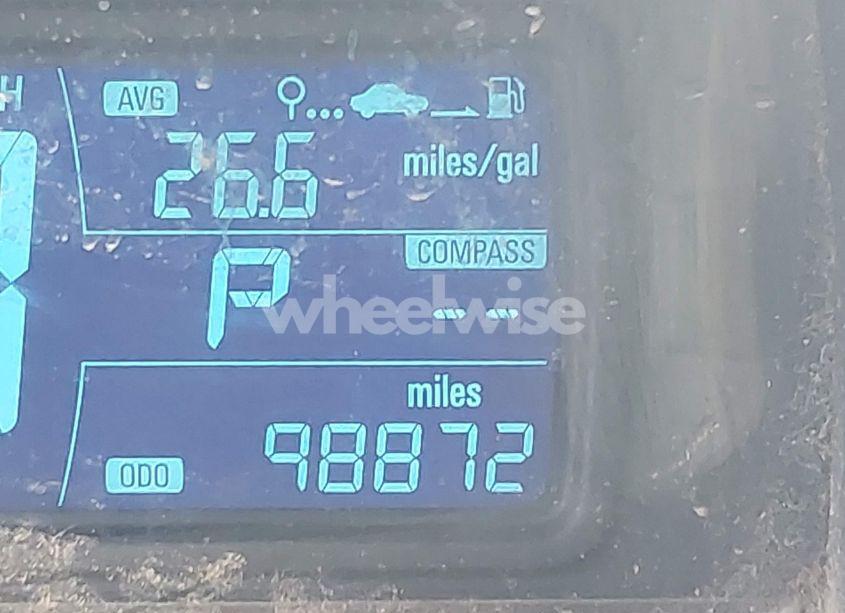 H
AVG
26.6 miles/gal
COMPASS
P
--
wheelwise
miles
98872
ODO